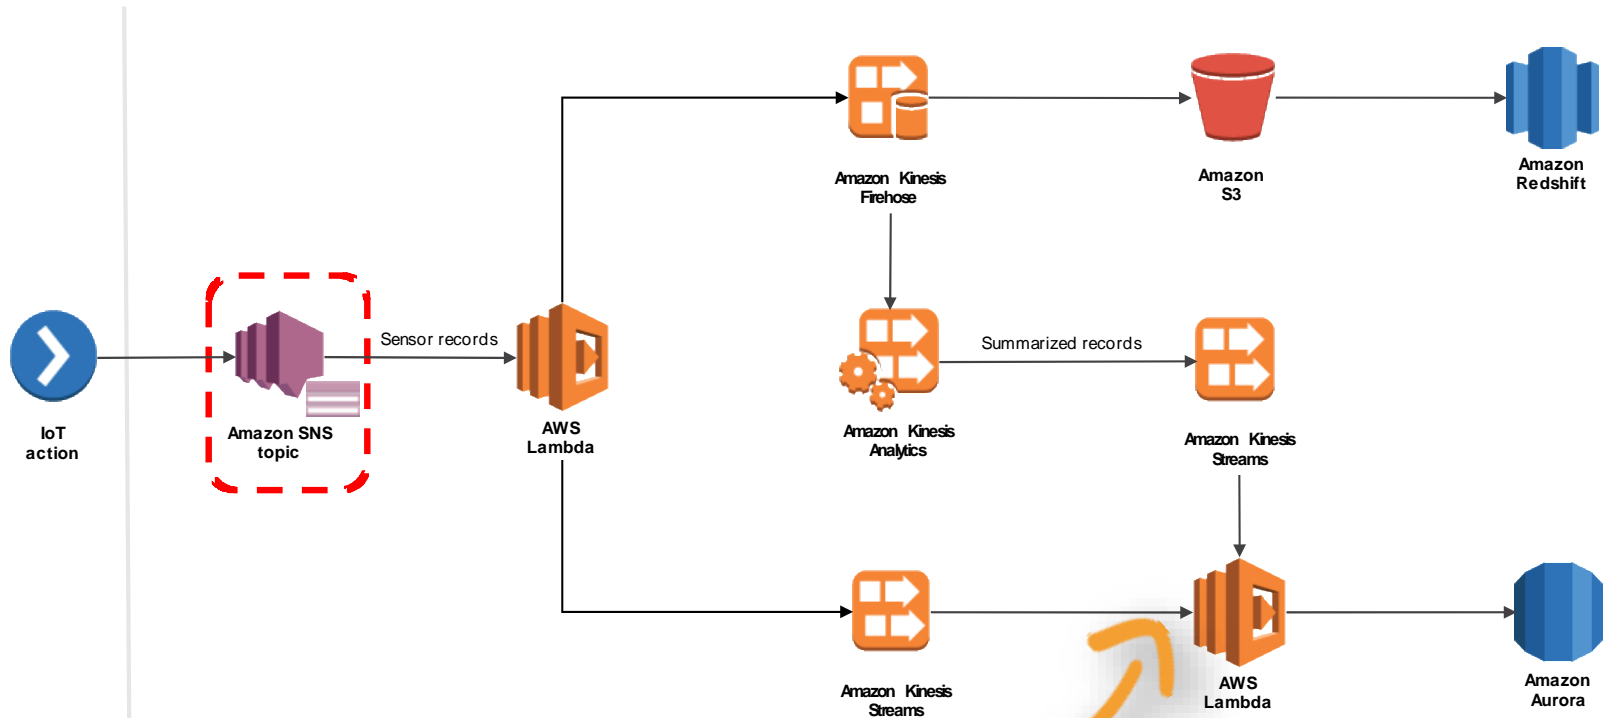 Amazon Kinesis
Firehose
Amazon
S3
Amazon
Redshift
IoT
action
Amazon SNS
topic
Sensor records
AWS
Lambda
Amazon Kinesis
Analytics
Summarized records
Amazon Kinesis
Streams
Amazon Kinesis
Streams
AWS
Lambda
Amazon
Aurora